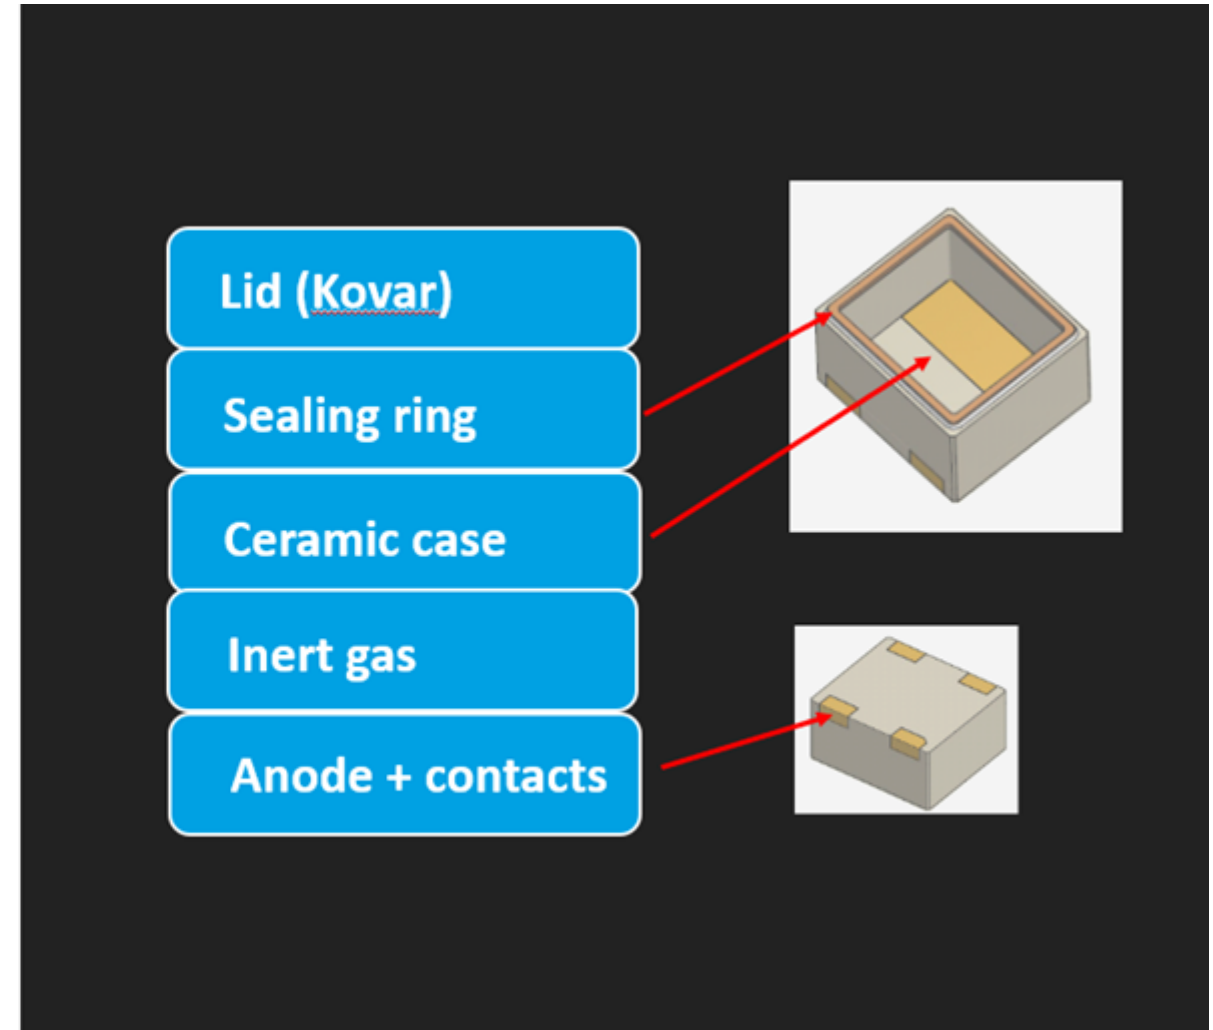 Lid (Kovar)
Sealing ring
Ceramic case
Inert gas
Anode + contacts